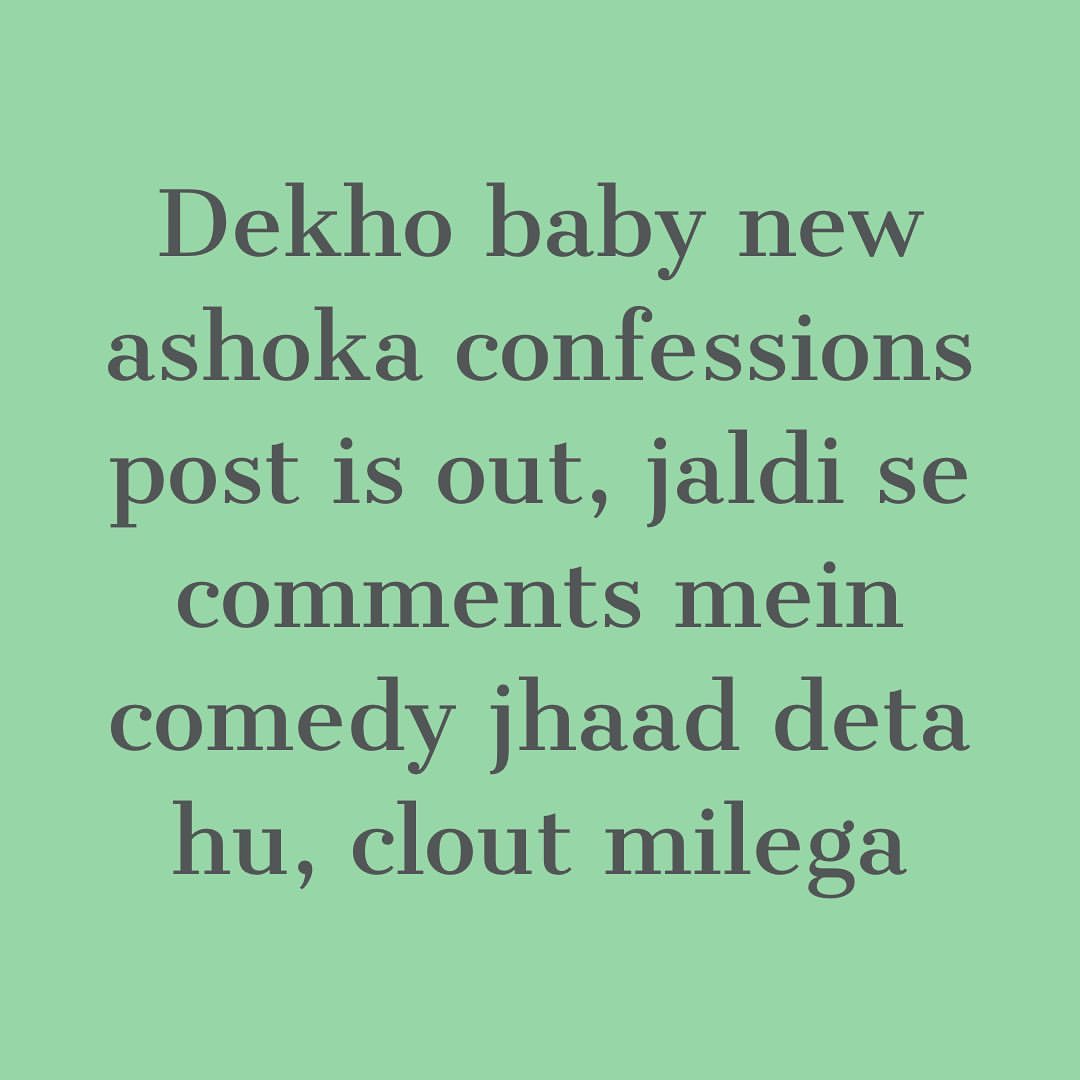 Dekho baby new
ashoka confessions
post is out, jaldi se
comments mein
comedy jhaad deta
hu, clout milega